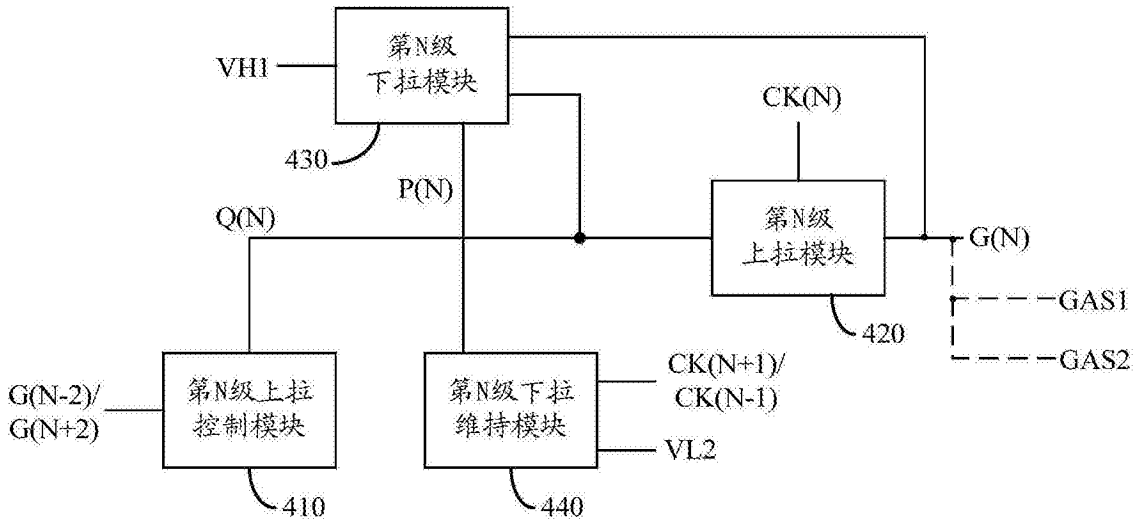 第N级
下拉模块
VH1
430
CK(N)
P(N)
Q(N)
第N级
上拉模块
G(N)
420
GAS1
GAS2
G(N-2)/
G(N+2)
第N级上拉
控制模块
410
第N级下拉
维持模块
440
CK(N+1)/
CK(N-1)
VL2